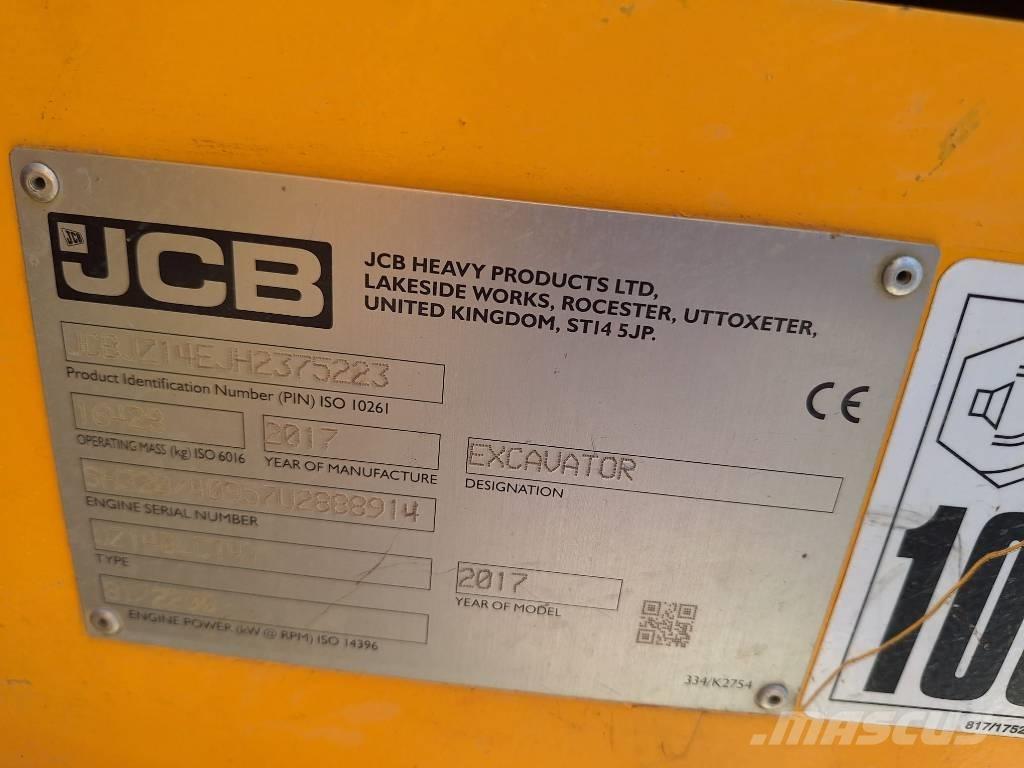 JCB
JCB HEAVY PRODUCTS LTD,
LAKESIDE WORKS, ROCESTER, UTTOXETER,
UNITED KINGDOM, ST14 5JP.
JCBJZ14EJH2375223
Product Identification Number (PIN) ISO 10261
CE
2017
OPERATING MASS (kg) ISO 6016
YEAR OF MANUFACTURE
EXCAVATOR
DESIGNATION
ENGINE SERIAL NUMBER
TYPE
2017
YEAR OF MODEL
ENGINE POWER (kW @ RPM) ISO 14396
334/K2754
10
817/1752
MASCUS